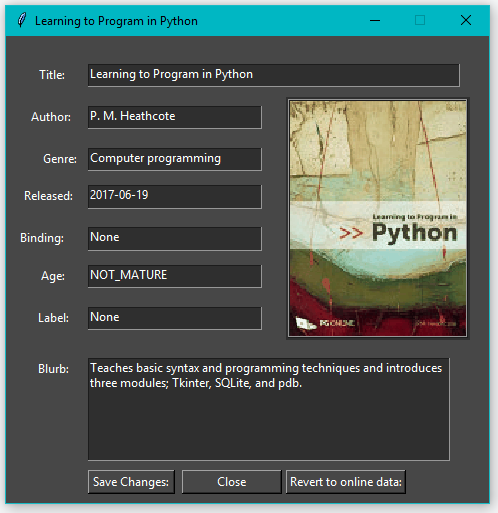 Learning to Program in Python
Title: Learning to Program in Python
Author: P. M. Heathcote
Genre: Computer programming
Released: 2017-06-19
Binding: None
Age: NOT_MATURE
Label: None
Learning to Program in
>> Python
PG ONLINE
Blurb: Teaches basic syntax and programming techniques and introduces
three modules; Tkinter, SQLite, and pdb.
Save Changes: Close Revert to online data: